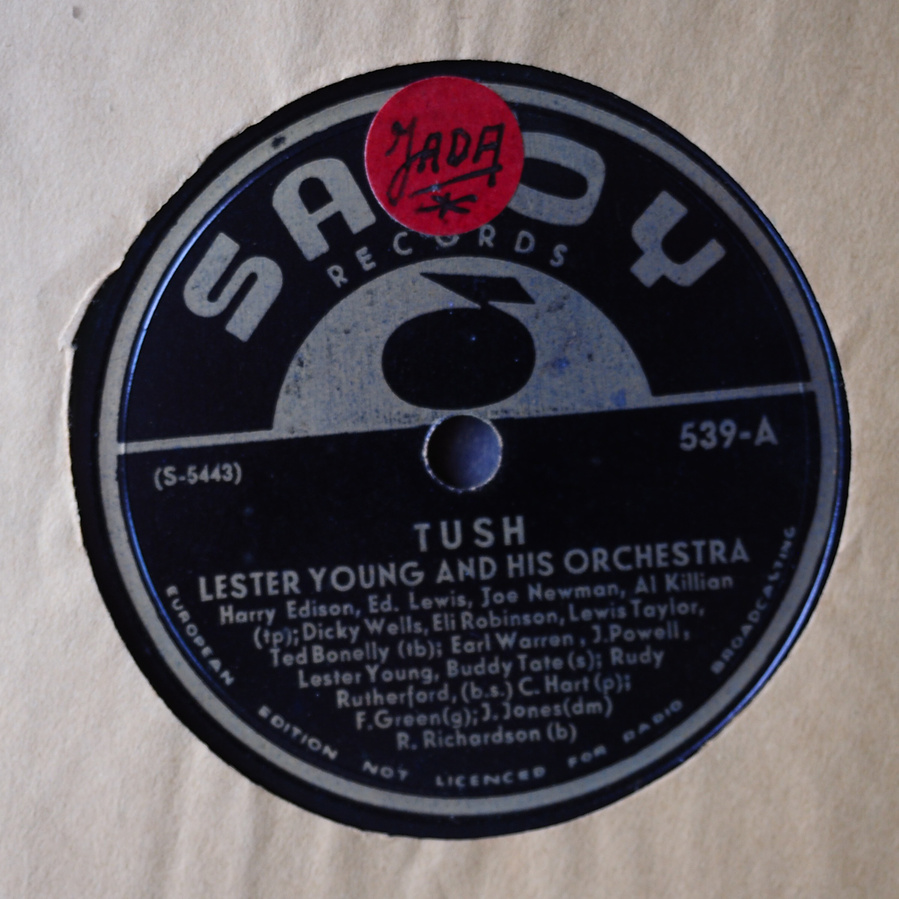 JADA
SAVOY
RECORDS
539-A
(S-5443)
TUSH
LESTER YOUNG AND HIS ORCHESTRA
Harry Edison, Ed. Lewis, Joe Newman, Al Killian
(tp); Dicky Wells, Eli Robinson, Lewis Taylor,
Ted Bonelly (tb); Earl Warren, J. Powell,
Lester Young, Buddy Tate (s); Rudy
Rutherford, (b.s.) C. Hart (p);
F. Green (g); J. Jones (dm)
R. Richardson (b)
EUROPEAN EDITION NOT LICENCED FOR RADIO BROADCALTING